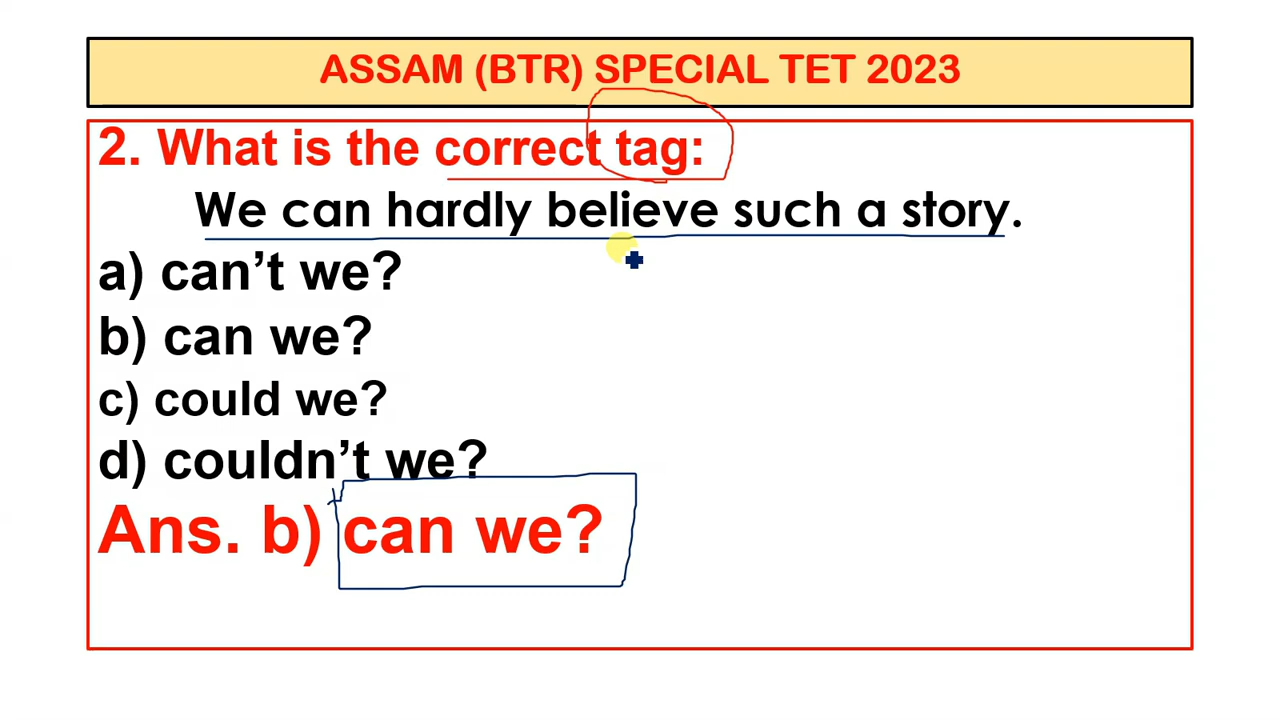 ASSAM (BTR) SPECIAL TET 2023
2. What is the correct tag:
We can hardly believe such a story.
a) can’t we?
b) can we?
c) could we?
d) couldn’t we?
Ans. b) can we?